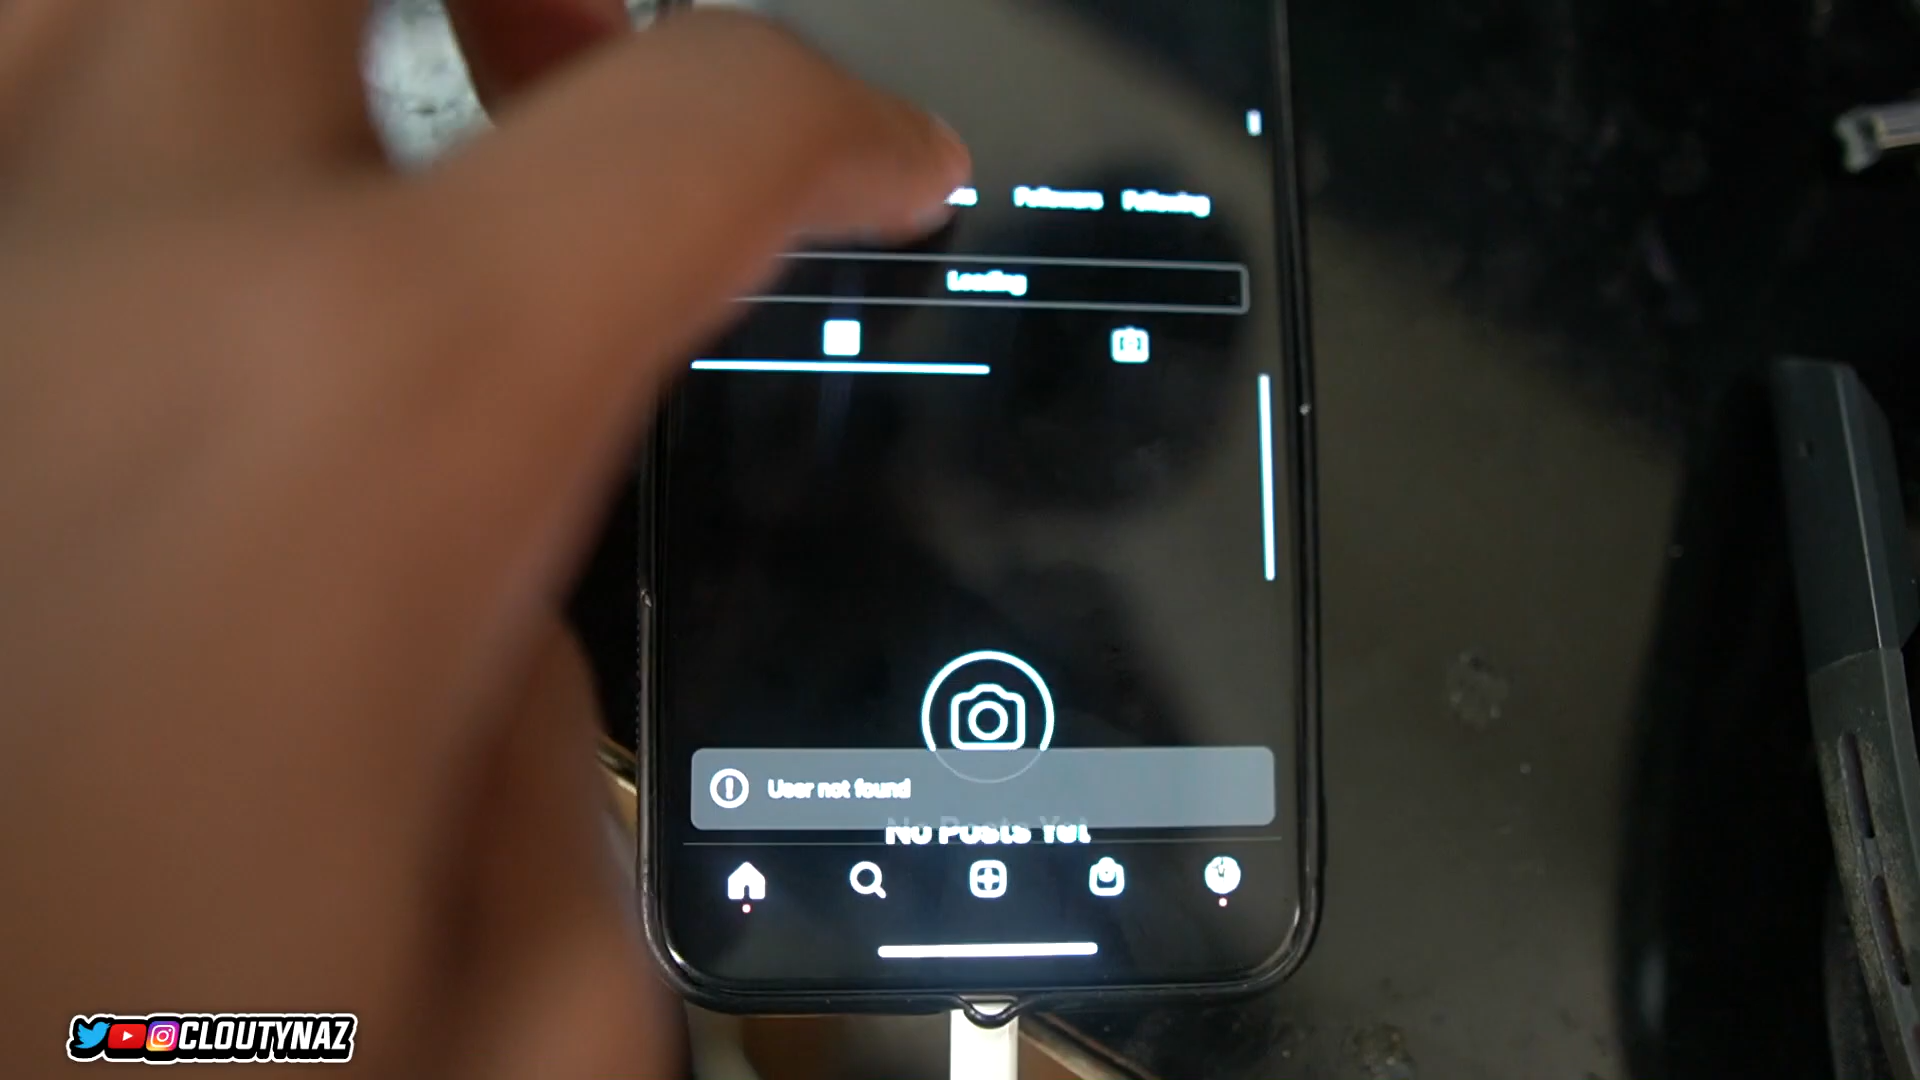 Followers Following
Loading
User not found
No Posts Yet
CLOUTYNAZ